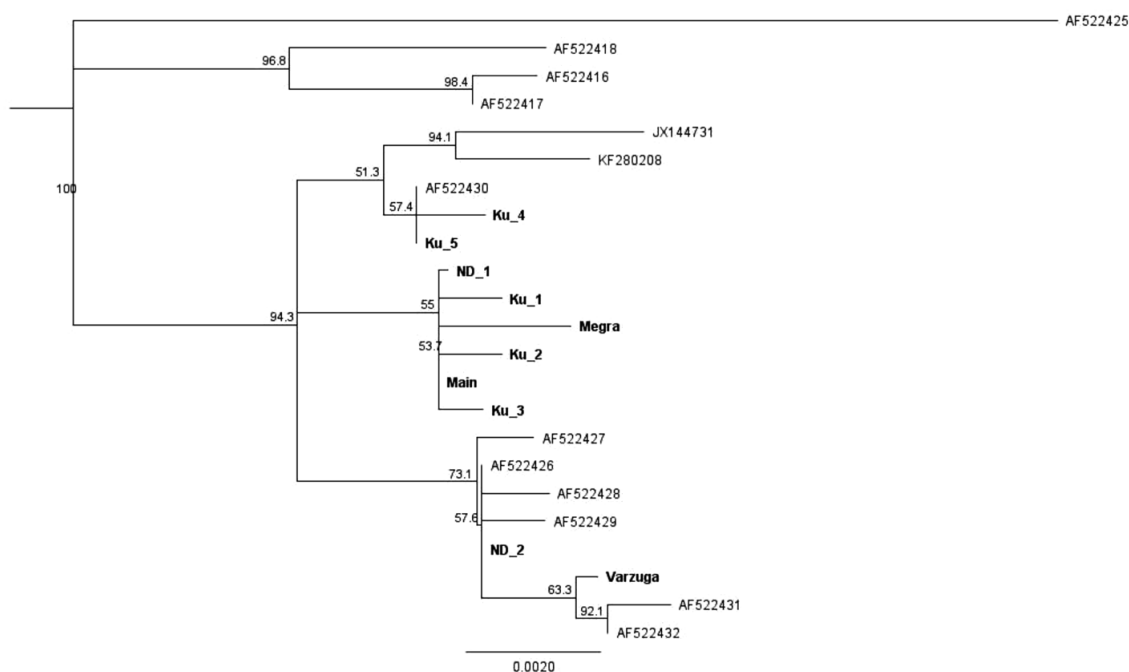 AF522425
AF522418
96.8
AF522416
98.4
AF522417
JX144731
94.1
KF280208
51.3
100
AF522430
57.4
Ku_4
Ku_5
ND_1
Ku_1
55
94.3
Megra
53.7
Ku_2
Main
Ku_3
AF522427
AF522426
73.1
AF522428
57.6
AF522429
ND_2
Varzuga
63.3
AF522431
92.1
AF522432
0.0020